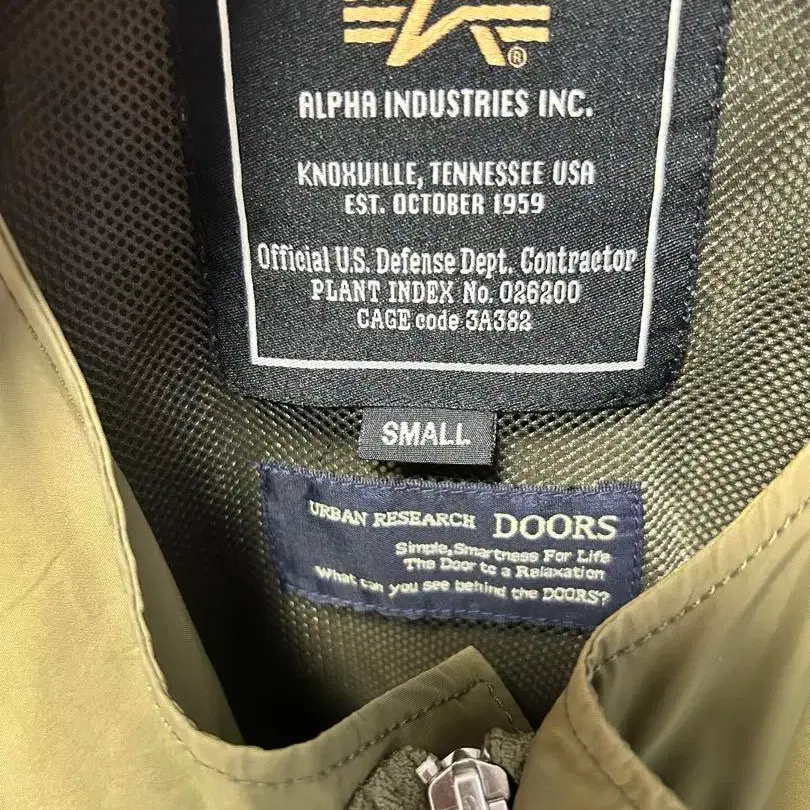 ALPHA INDUSTRIES INC.
KNOXVILLE, TENNESSEE USA
EST. OCTOBER 1959
Official U.S. Defense Dept. Contractor
PLANT INDEX No. 026200
CAGE code 3A382
SMALL
URBAN RESEARCH DOORS
Simple, Smartness For Life
The Door to a Relaxation
What can you see behind the DOORS?